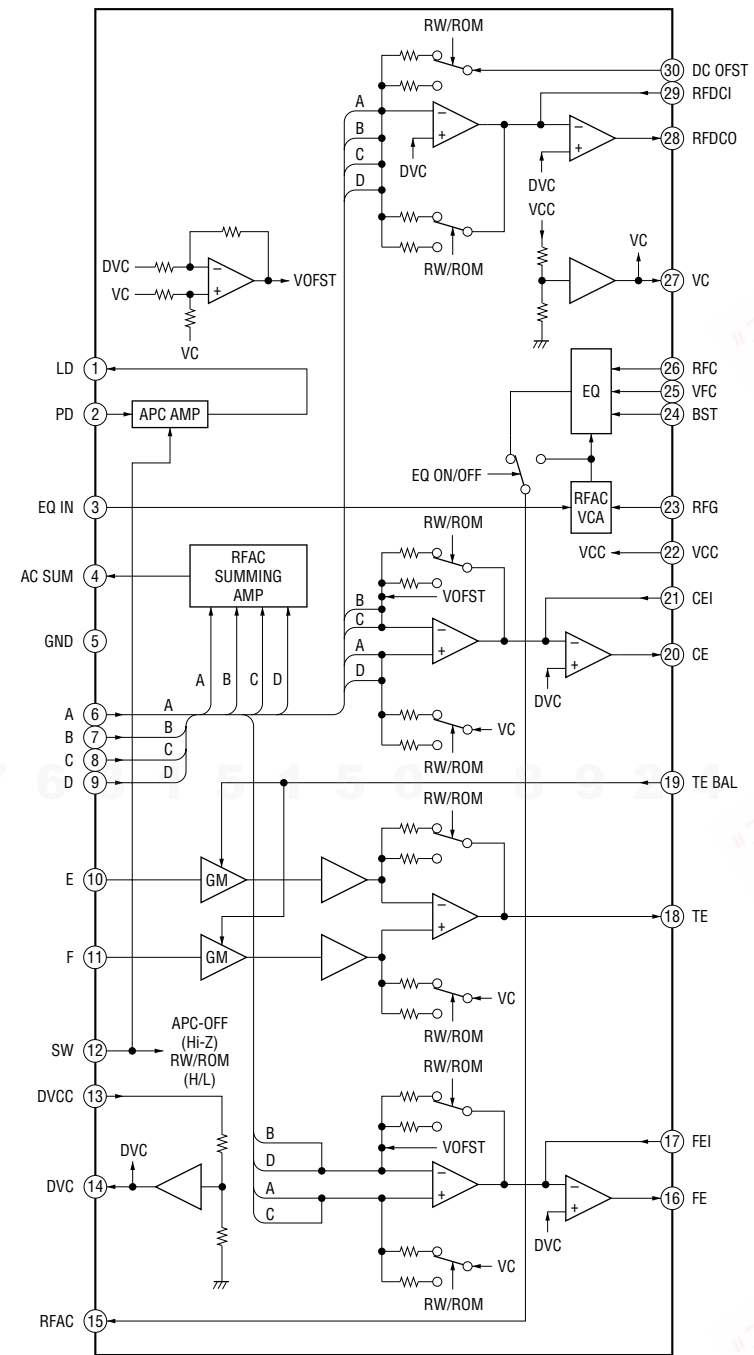 RW/ROM
30 DC OFST
29 RFDCI
A
B
28 RFDCO
C
D
DVC
DVC
VCC
VC
DVC
VOFST
27 VC
VC
RW/ROM
VC
LD 1
26 RFC
EQ
25 VFC
PD 2
APC AMP
24 BST
EQ ON/OFF
EQ IN 3
RFAC
VCA
23 RFG
RW/ROM
VCC
22 VCC
AC SUM 4
RFAC
SUMMING
AMP
21 CEI
B
VOFST
C
GND 5
A
20 CE
D
DVC
A B C D
A 6
A
VC
B 7
B
C 8
C
RW/ROM
D 9
D
19 TE BAL
RW/ROM
E 10
GM
18 TE
F 11
GM
VC
RW/ROM
SW 12
APC-OFF
(Hi-Z)
RW/ROM
(H/L)
RW/ROM
DVCC 13
B
VOFST
17 FEI
DVC
D
DVC 14
A
16 FE
C
DVC
VC
RW/ROM
RFAC 15